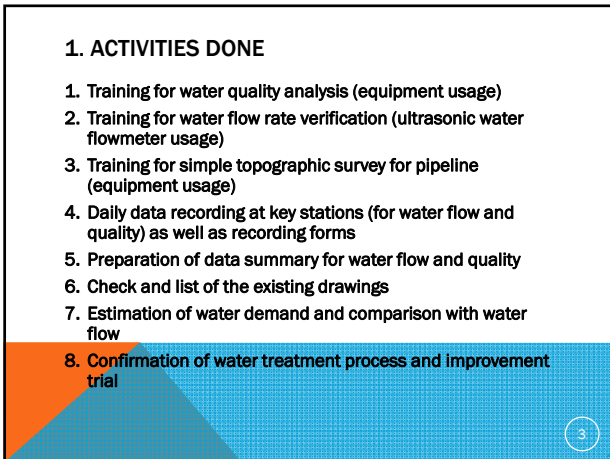 1. ACTIVITIES DONE
1. Training for water quality analysis (equipment usage)
2. Training for water flow rate verification (ultrasonic water
flowmeter usage)
3. Training for simple topographic survey for pipeline
(equipment usage)
4. Daily data recording at key stations (for water flow and
quality) as well as recording forms
5. Preparation of data summary for water flow and quality
6. Check and list of the existing drawings
7. Estimation of water demand and comparison with water
flow
8. Confirmation of water treatment process and improvement
trial
3